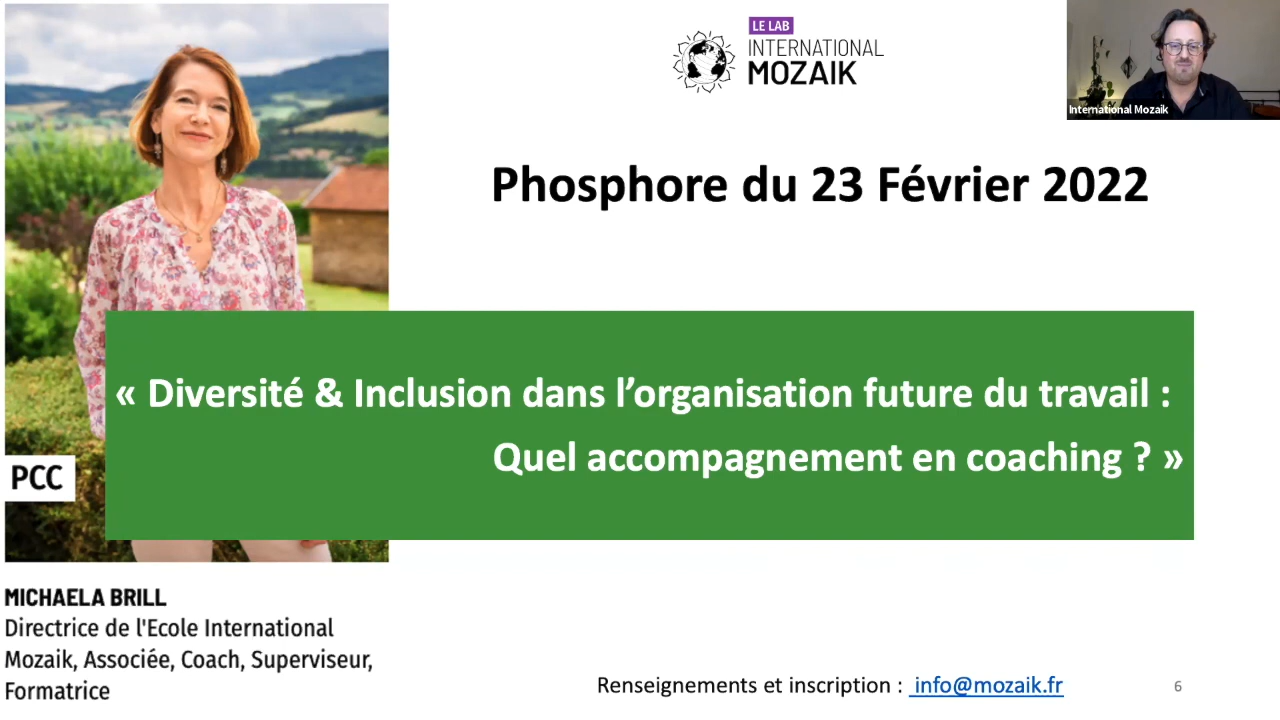 LE LAB
INTERNATIONAL
MOZAIK
International Mozaik
Phosphore du 23 Février 2022
« Diversité & Inclusion dans l’organisation future du travail :
Quel accompagnement en coaching ? »
PCC
MICHAELA BRILL
Directrice de l'Ecole International
Mozaik, Associée, Coach, Superviseur,
Formatrice
Renseignements et inscription : info@mozaik.fr
6